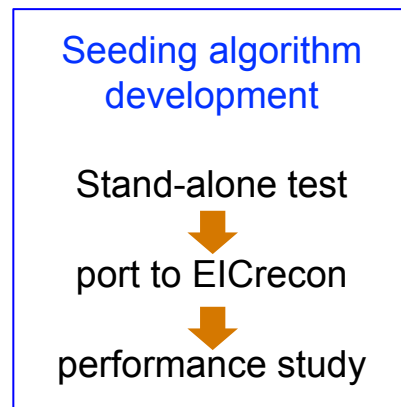 Seeding algorithm
development
Stand-alone test
port to EICrecon
performance study